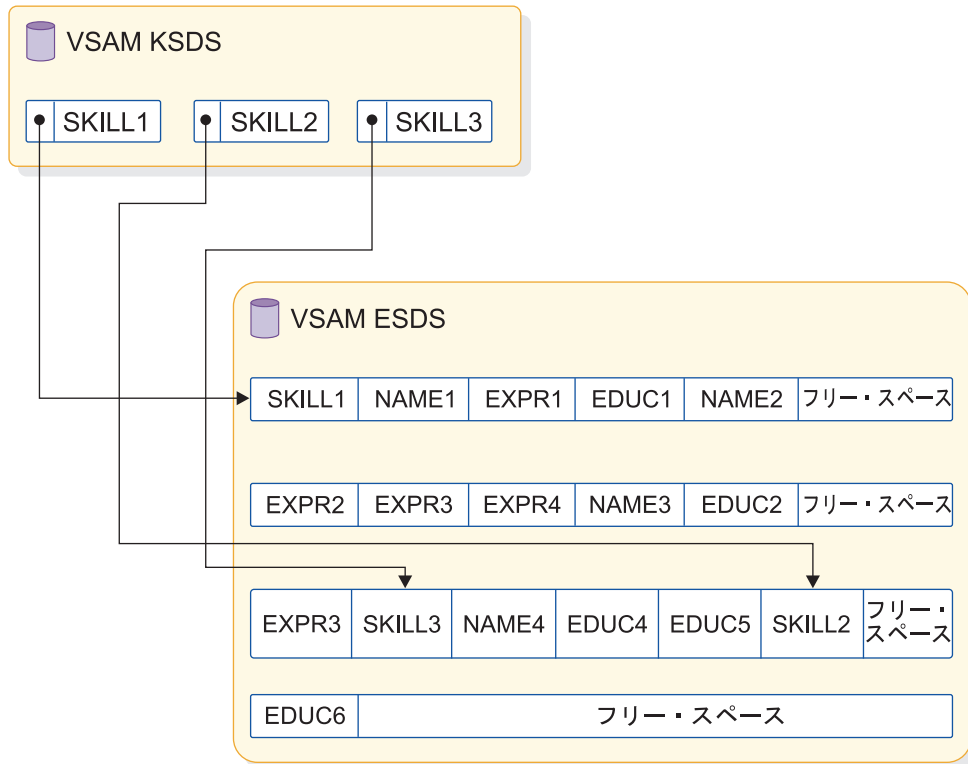 VSAM KSDS
SKILL1 SKILL2 SKILL3
VSAM ESDS
SKILL1 NAME1 EXPR1 EDUC1 NAME2 フリー・スペース
EXPR2 EXPR3 EXPR4 NAME3 EDUC2 フリー・スペース
EXPR3 SKILL3 NAME4 EDUC4 EDUC5 SKILL2 フリー・
スペース
EDUC6 フリー・スペース